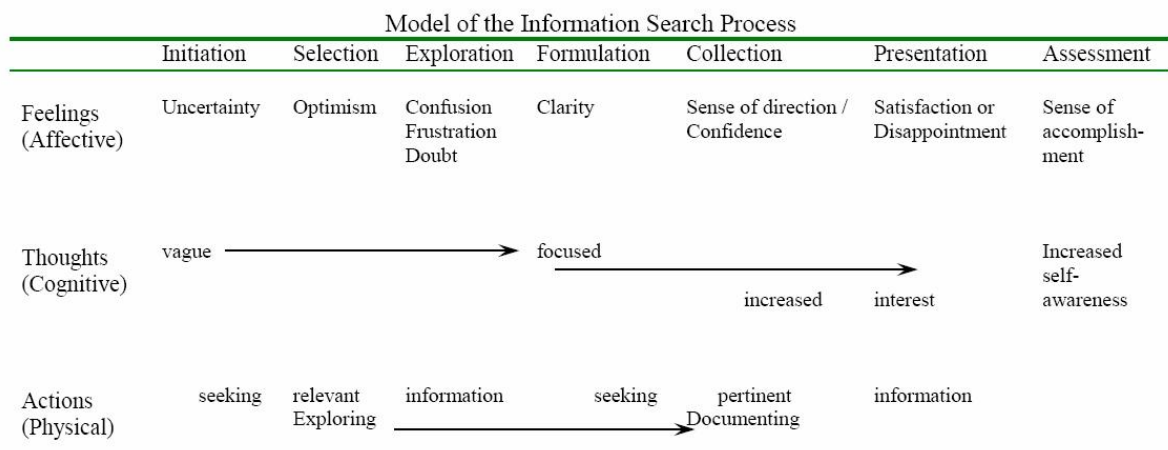 Model of the Information Search Process
Initiation Selection Exploration Formulation Collection Presentation Assessment
Feelings (Affective) Uncertainty Optimism Confusion Frustration Doubt Clarity Sense of direction / Confidence Satisfaction or Disappointment Sense of accomplish-ment
Thoughts (Cognitive) vague focused Increased self-awareness
increased interest
Actions (Physical) seeking relevant information seeking pertinent information
Exploring Documenting